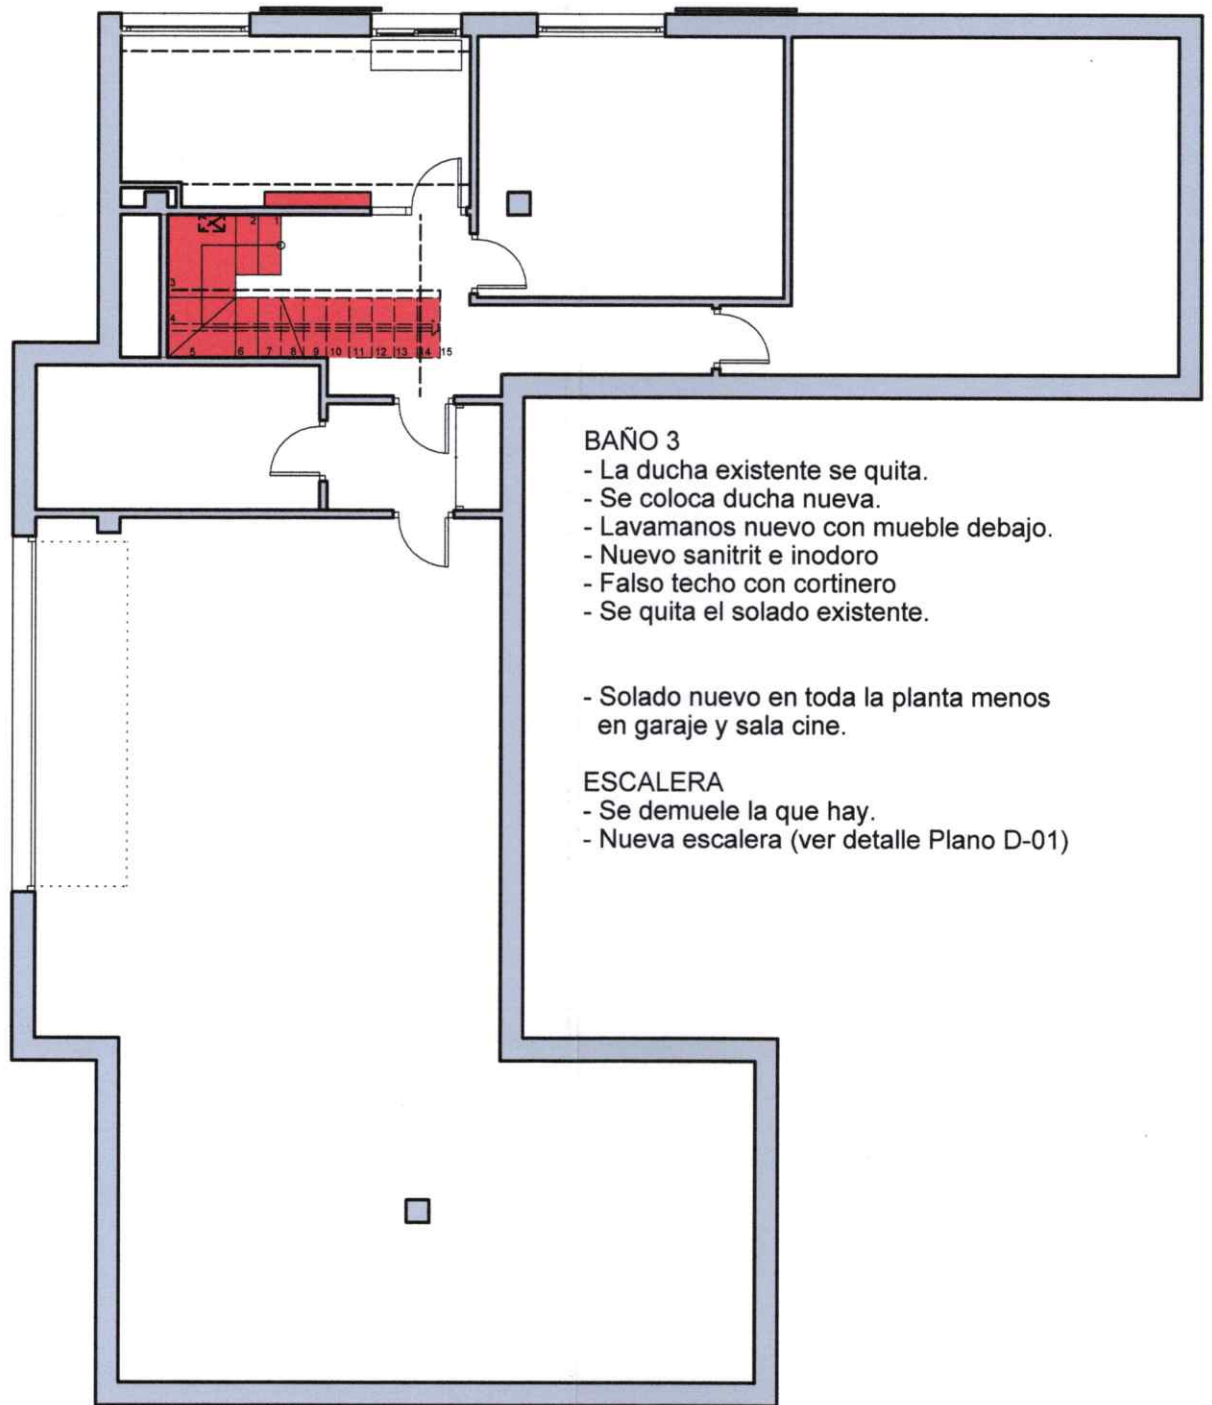 2 1
3
4
5 6 7 8 9 10 11 12 13 14 15
BAÑO 3
- La ducha existente se quita.
- Se coloca ducha nueva.
- Lavamanos nuevo con mueble debajo.
- Nuevo sanitrit e inodoro
- Falso techo con cortinero
- Se quita el solado existente.
- Solado nuevo en toda la planta menos
en garaje y sala cine.
ESCALERA
- Se demuele la que hay.
- Nueva escalera (ver detalle Plano D-01)